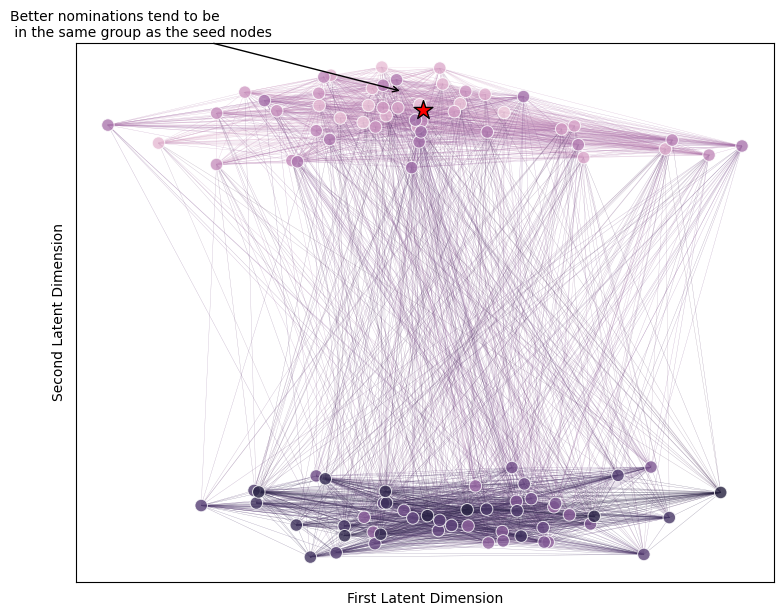 Better nominations tend to be
in the same group as the seed nodes
Second Latent Dimension
First Latent Dimension